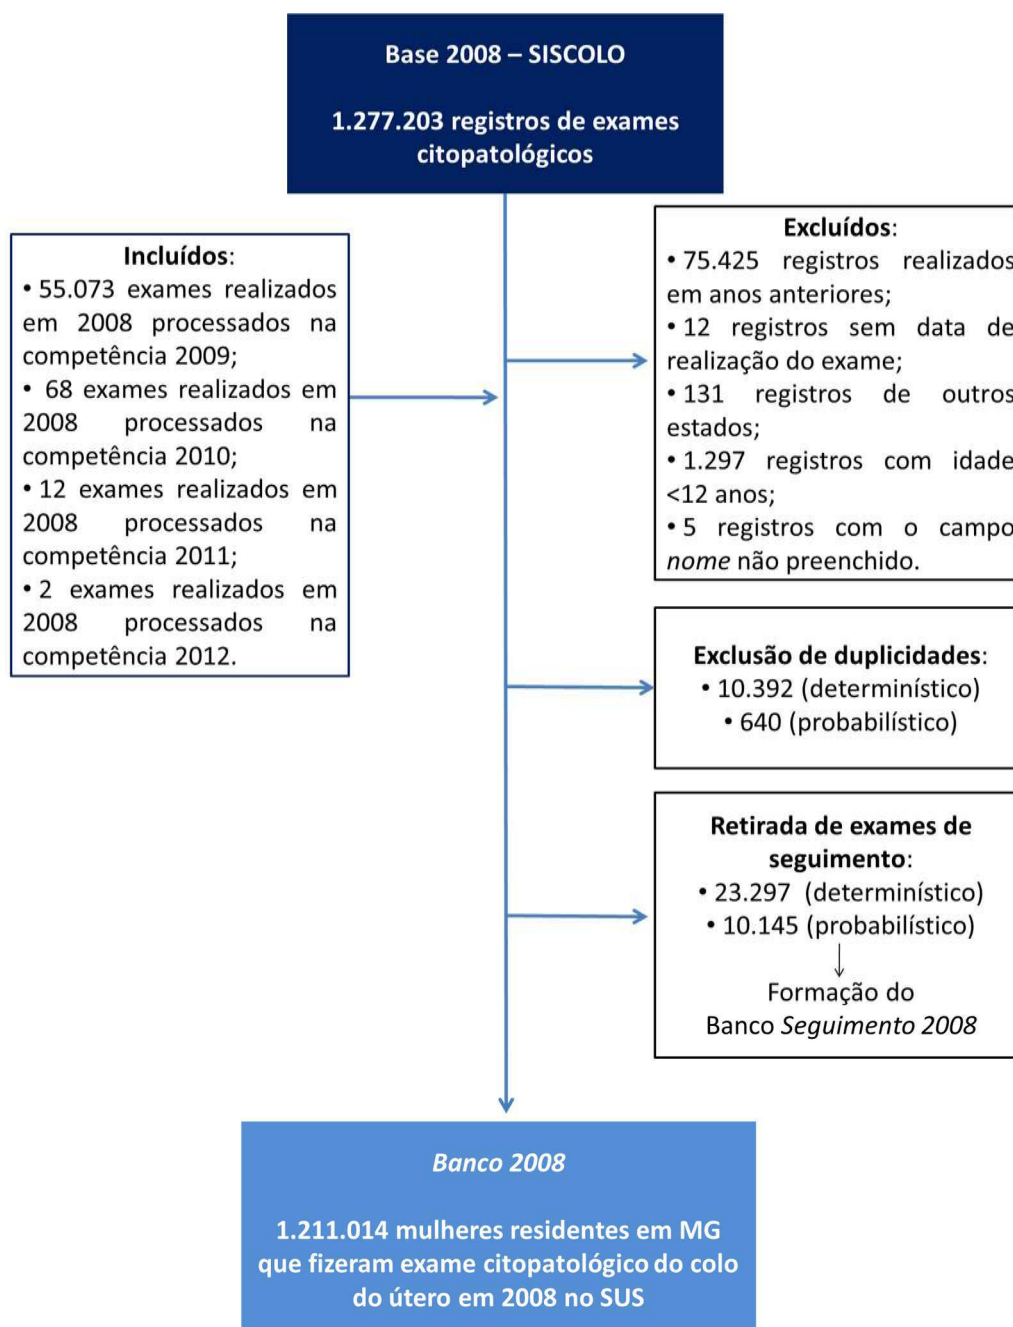 Base 2008 – SISCOLO
1.277.203 registros de exames
citopatológicos
Incluídos:
• 55.073 exames realizados
em 2008 processados na
competência 2009;
• 68 exames realizados em
2008 processados na
competência 2010;
• 12 exames realizados em
2008 processados na
competência 2011;
• 2 exames realizados em
2008 processados na
competência 2012.
Excluídos:
• 75.425 registros realizados
em anos anteriores;
• 12 registros sem data de
realização do exame;
• 131 registros de outros
estados;
• 1.297 registros com idade
<12 anos;
• 5 registros com o campo
nome não preenchido.
Exclusão de duplicidades:
• 10.392 (determinístico)
• 640 (probabilístico)
Retirada de exames de
seguimento:
• 23.297 (determinístico)
• 10.145 (probabilístico)
Formação do
Banco Seguimento 2008
Banco 2008
1.211.014 mulheres residentes em MG
que fizeram exame citopatológico do colo
do útero em 2008 no SUS